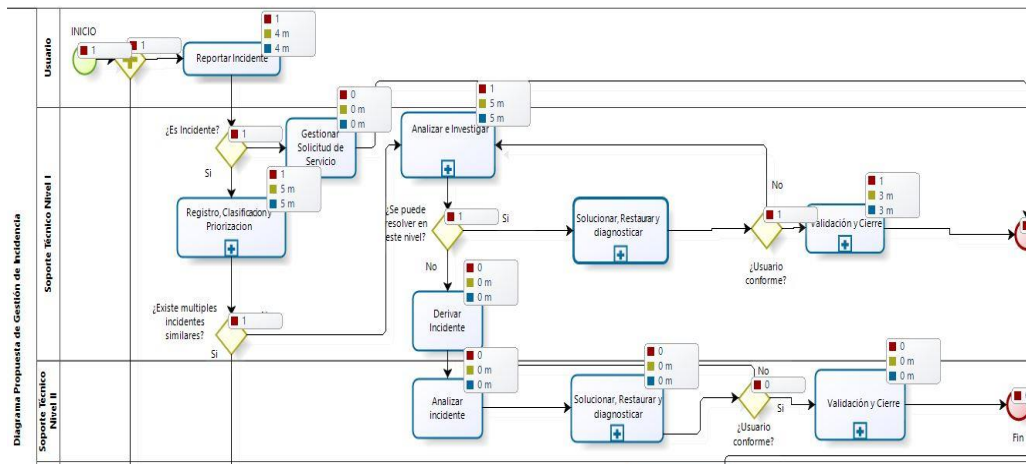 Diagrama Propuesta de Gestión de Incidencia
Usuario
INICIO
1
1
Reportar Incidente
1
4 m
4 m
Soporte Técnico Nivel I
¿Es Incidente?
1
Si
Gestionar
Solicitud de
Servicio
0
0 m
0 m
Registro, Clasificacion y
Priorizacion
1
5 m
5 m
¿Existe multiples
incidentes
similares?
1
Si
Analizar e Investigar
1
5 m
5 m
¿Se puede
resolver en
este nivel?
1
Si
No
Solucionar, Restaurar y
diagnosticar
No
1
¿Usuario
conforme?
Validación y Cierre
1
3 m
3 m
Derivar
Incidente
0
0 m
0 m
Soporte Técnico
Nivel II
Analizar
incidente
0
0 m
0 m
Solucionar, Restaurar y
diagnosticar
0
0 m
0 m
No
0
Si
¿Usuario
conforme?
Validación y Cierre
0
0 m
0 m
Fin